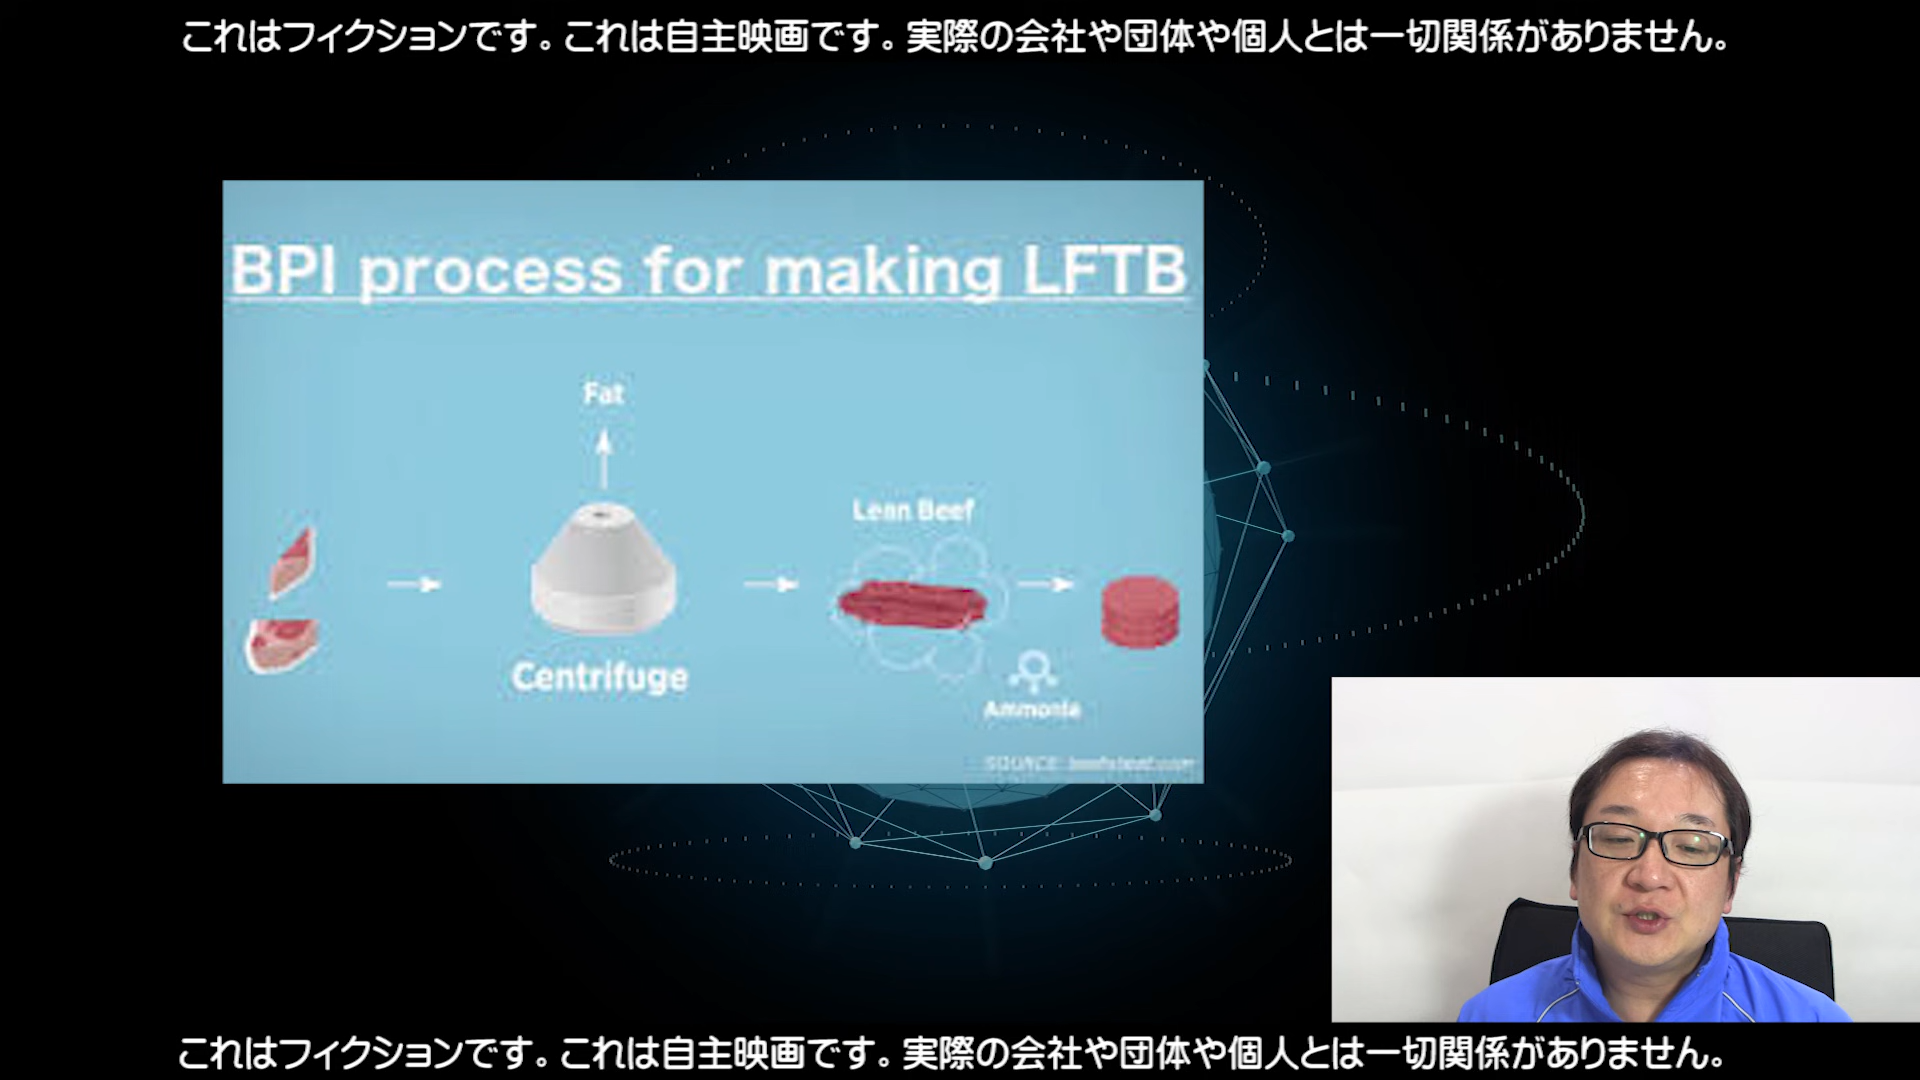 これはフィクションです。これは自主映画です。実際の会社や団体や個人とは一切関係がありません。
BPI process for making LFTB
Fat
Lean Beef
Centrifuge
Ammonia
SOURCE:
これはフィクションです。これは自主映画です。実際の会社や団体や個人とは一切関係がありません。